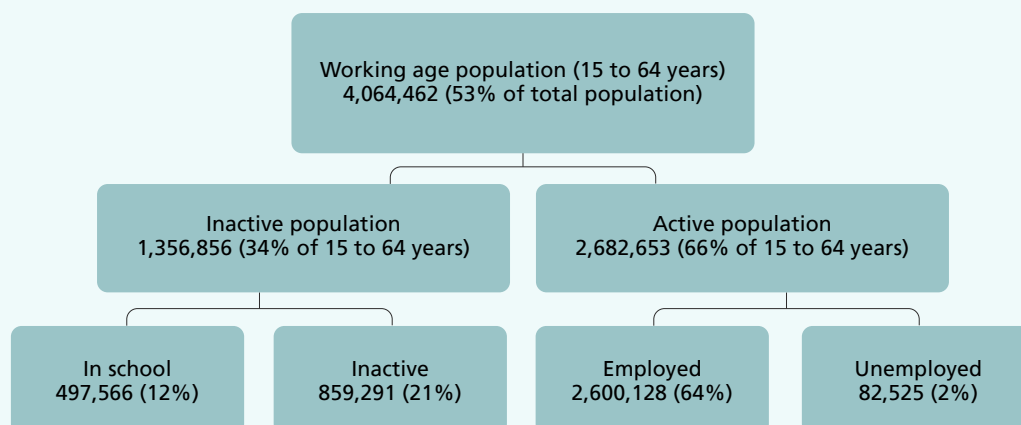 Working age population (15 to 64 years)
4,064,462 (53% of total population)
Inactive population
1,356,856 (34% of 15 to 64 years)
Active population
2,682,653 (66% of 15 to 64 years)
In school
497,566 (12%)
Inactive
859,291 (21%)
Employed
2,600,128 (64%)
Unemployed
82,525 (2%)